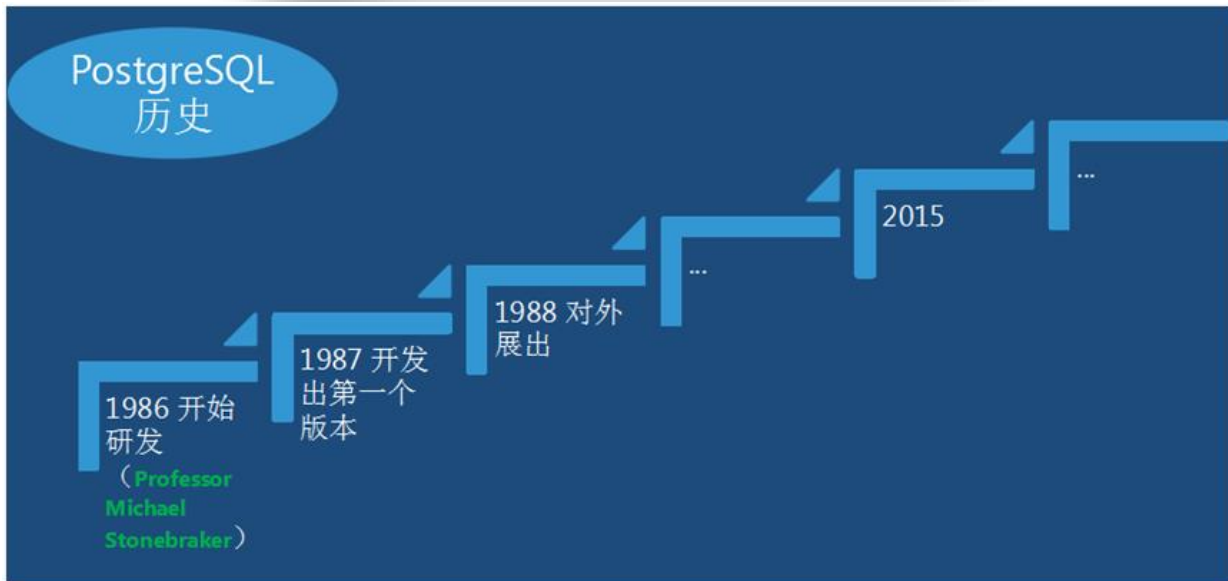 PostgreSQL
历史
1986 开始
研发
（Professor
Michael
Stonebraker）
1987 开发
出第一个
版本
1988 对外
展出
...
2015
...